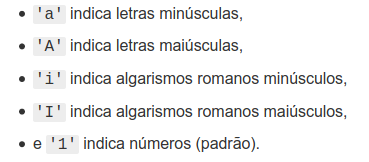 'a' indica letras minúsculas,
'A' indica letras maiúsculas,
'i' indica algarismos romanos minúsculos,
'I' indica algarismos romanos maiúsculos,
e '1' indica números (padrão).